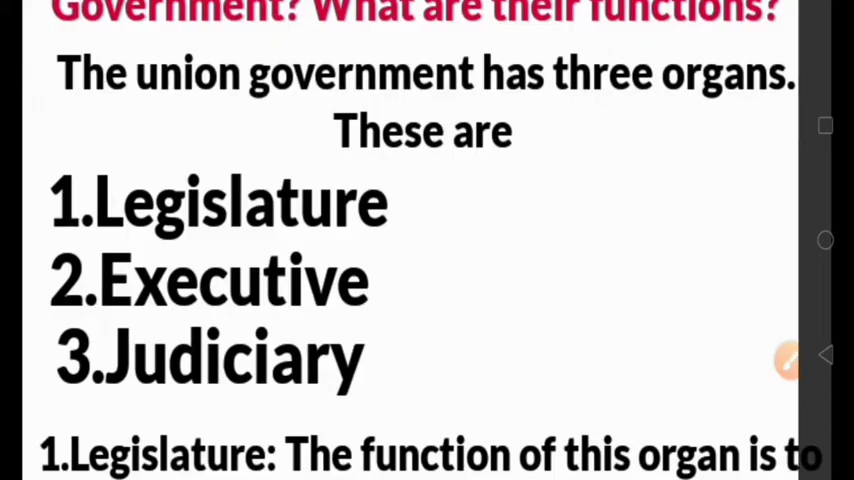 Government? What are their functions?
The union government has three organs.
These are
1.Legislature
2.Executive
3.Judiciary
1.Legislature: The function of this organ is to